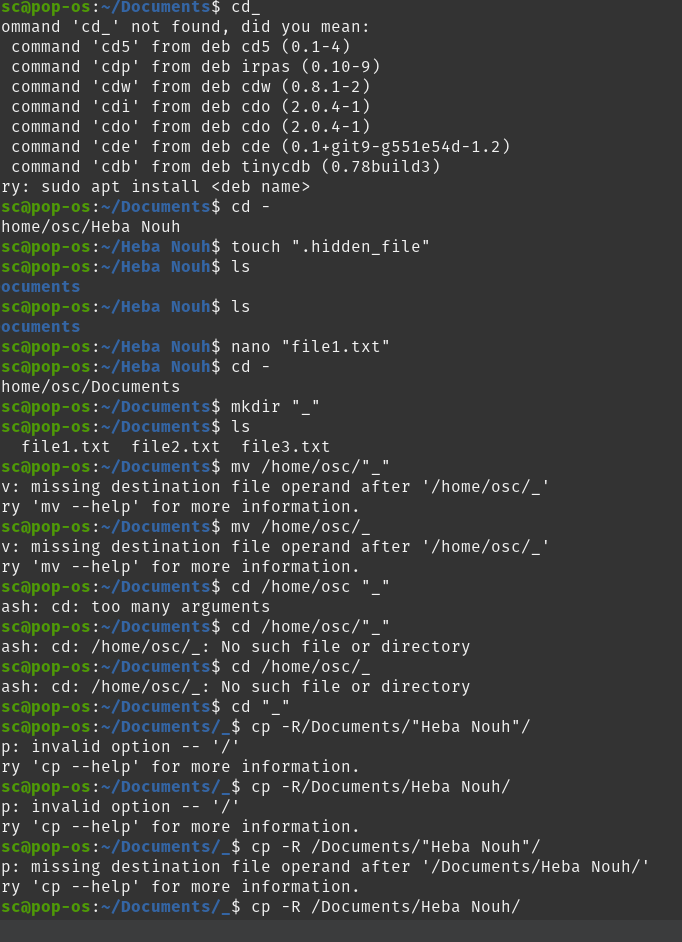 sc@pop-os:~/Documents$ cd_
ommand 'cd_' not found, did you mean:
 command 'cd5' from deb cd5 (0.1-4)
 command 'cdp' from deb irpas (0.10-9)
 command 'cdw' from deb cdw (0.8.1-2)
 command 'cdi' from deb cdo (2.0.4-1)
 command 'cdo' from deb cdo (2.0.4-1)
 command 'cde' from deb cde (0.1+git9-g551e54d-1.2)
 command 'cdb' from deb tinycdb (0.78build3)
ry: sudo apt install <deb name>
sc@pop-os:~/Documents$ cd -
home/osc/Heba Nouh
sc@pop-os:~/Heba Nouh$ touch ".hidden_file"
sc@pop-os:~/Heba Nouh$ ls
ocuments
sc@pop-os:~/Heba Nouh$ ls
ocuments
sc@pop-os:~/Heba Nouh$ nano "file1.txt"
sc@pop-os:~/Heba Nouh$ cd -
home/osc/Documents
sc@pop-os:~/Documents$ mkdir "_"
sc@pop-os:~/Documents$ ls
  file1.txt  file2.txt  file3.txt
sc@pop-os:~/Documents$ mv /home/osc/"_"
v: missing destination file operand after '/home/osc/_'
ry 'mv --help' for more information.
sc@pop-os:~/Documents$ mv /home/osc/_
v: missing destination file operand after '/home/osc/_'
ry 'mv --help' for more information.
sc@pop-os:~/Documents$ cd /home/osc "_"
ash: cd: too many arguments
sc@pop-os:~/Documents$ cd /home/osc/"_"
ash: cd: /home/osc/_: No such file or directory
sc@pop-os:~/Documents$ cd /home/osc/_
ash: cd: /home/osc/_: No such file or directory
sc@pop-os:~/Documents$ cd "_"
sc@pop-os:~/Documents/_$ cp -R/Documents/"Heba Nouh"/
p: invalid option -- '/'
ry 'cp --help' for more information.
sc@pop-os:~/Documents/_$ cp -R/Documents/Heba Nouh/
p: invalid option -- '/'
ry 'cp --help' for more information.
sc@pop-os:~/Documents/_$ cp -R /Documents/"Heba Nouh"/
p: missing destination file operand after '/Documents/Heba Nouh/'
ry 'cp --help' for more information.
sc@pop-os:~/Documents/_$ cp -R /Documents/Heba Nouh/